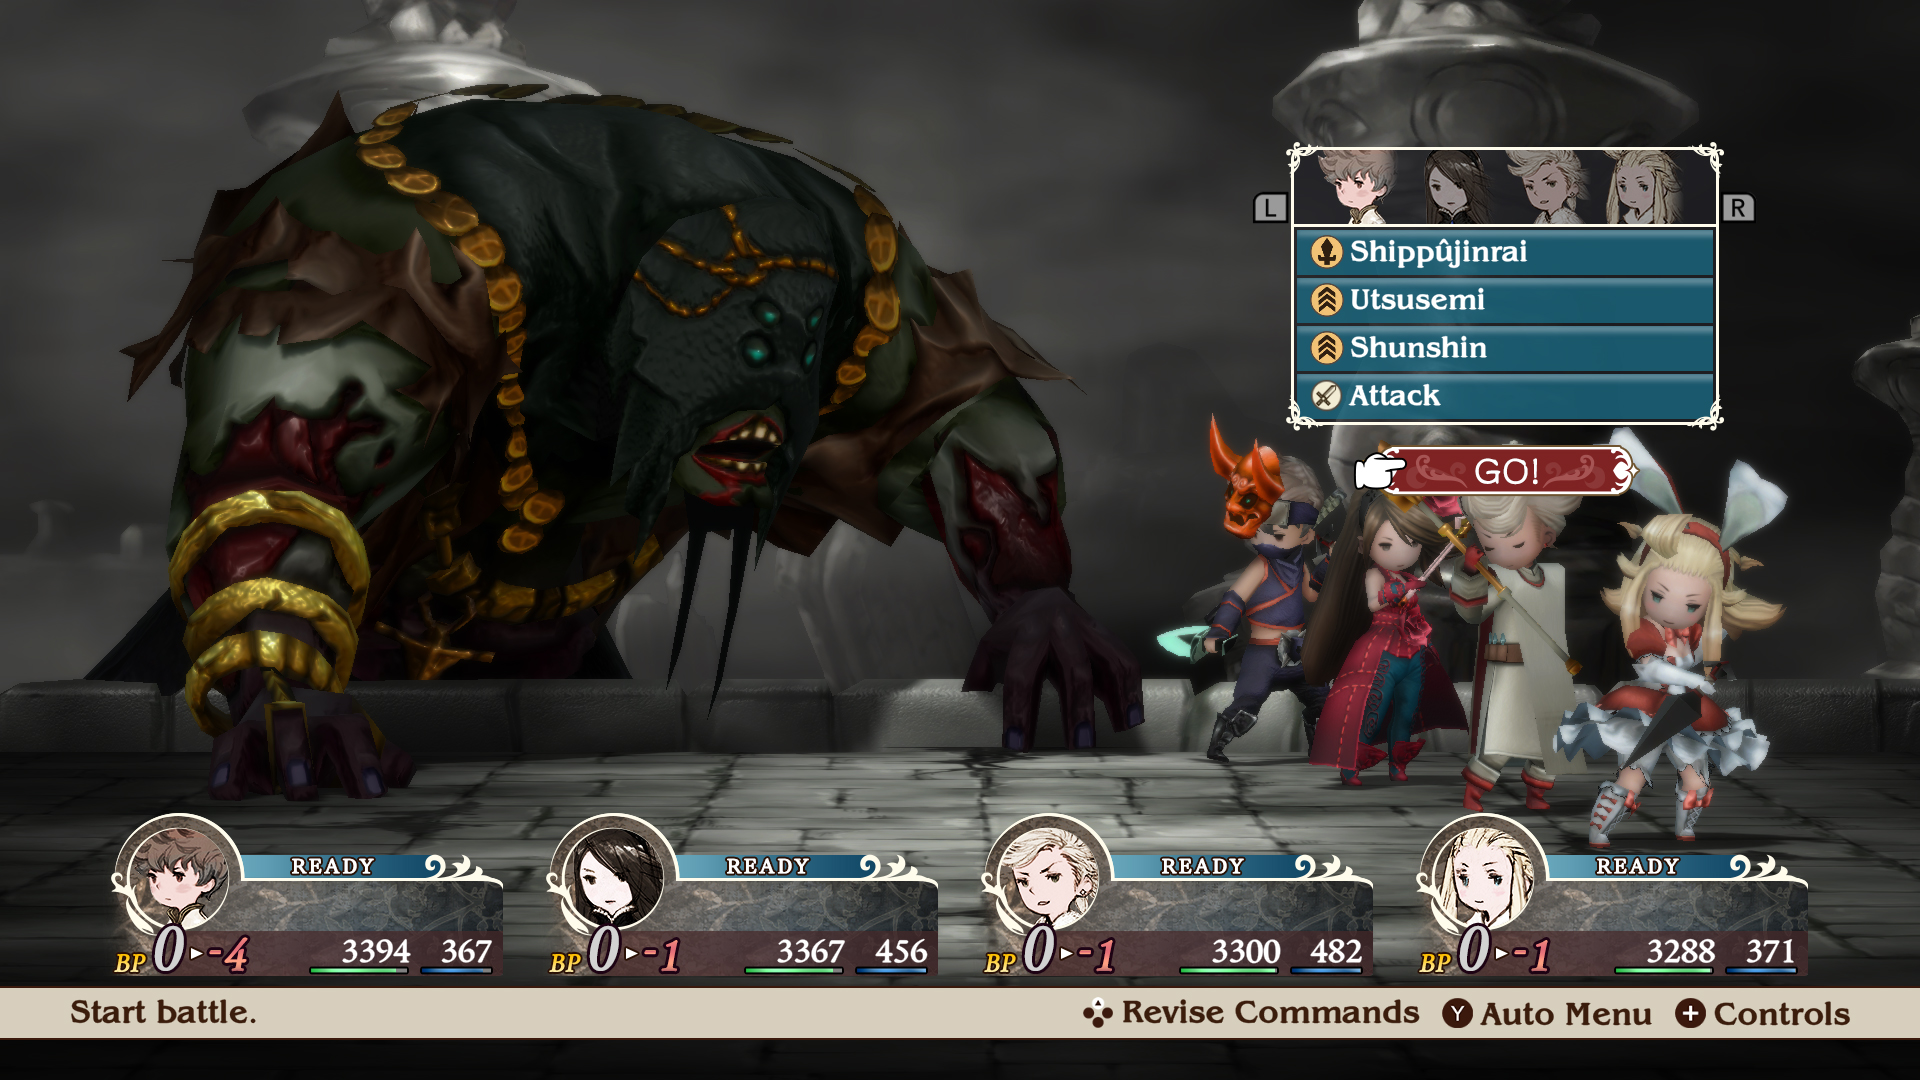 L
R
Shippûjinrai
Utsusemi
Shunshin
Attack
GO!
READY
BP 0 -4 3394 367
READY
BP 0 -1 3367 456
READY
BP 0 -1 3300 482
READY
BP 0 -1 3288 371
Start battle.
Revise Commands Y Auto Menu + Controls